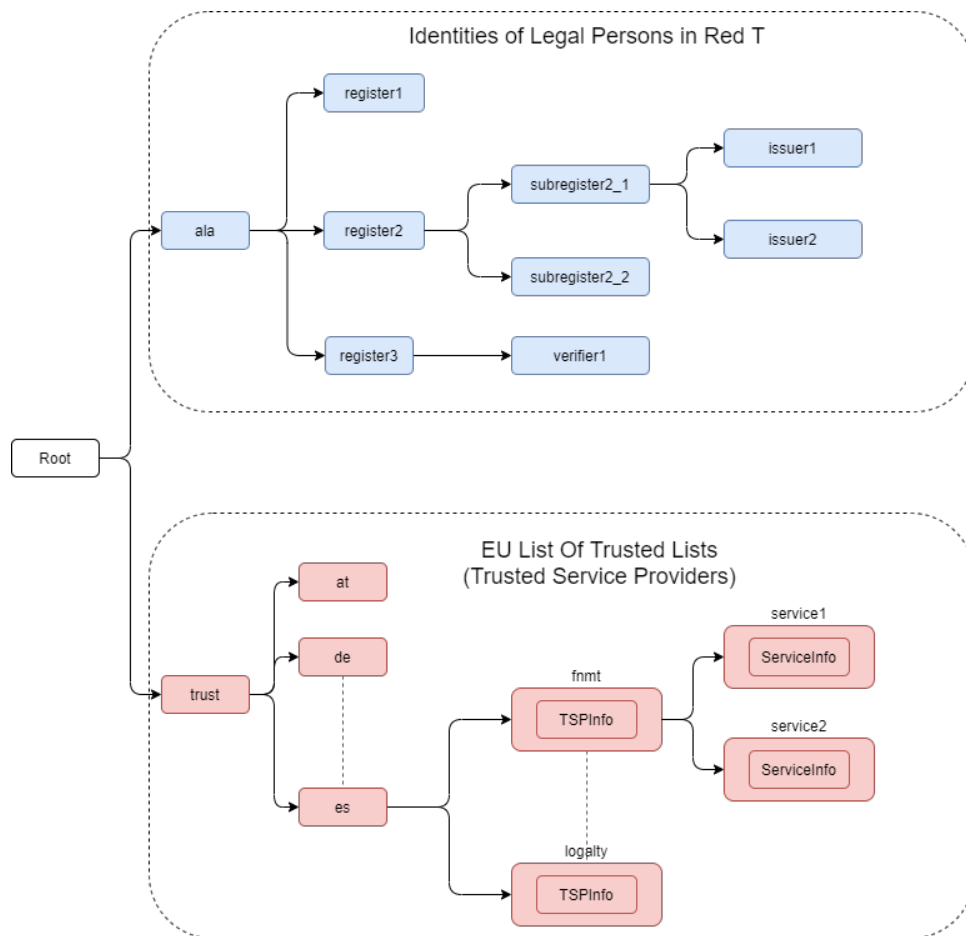 Identities of Legal Persons in Red T
register1
issuer1
subregister2_1
ala
register2
issuer2
subregister2_2
register3
verifier1
Root
EU List Of Trusted Lists
(Trusted Service Providers)
at
service1
de
ServiceInfo
fnmt
trust
TSPInfo
service2
ServiceInfo
es
logalty
TSPInfo